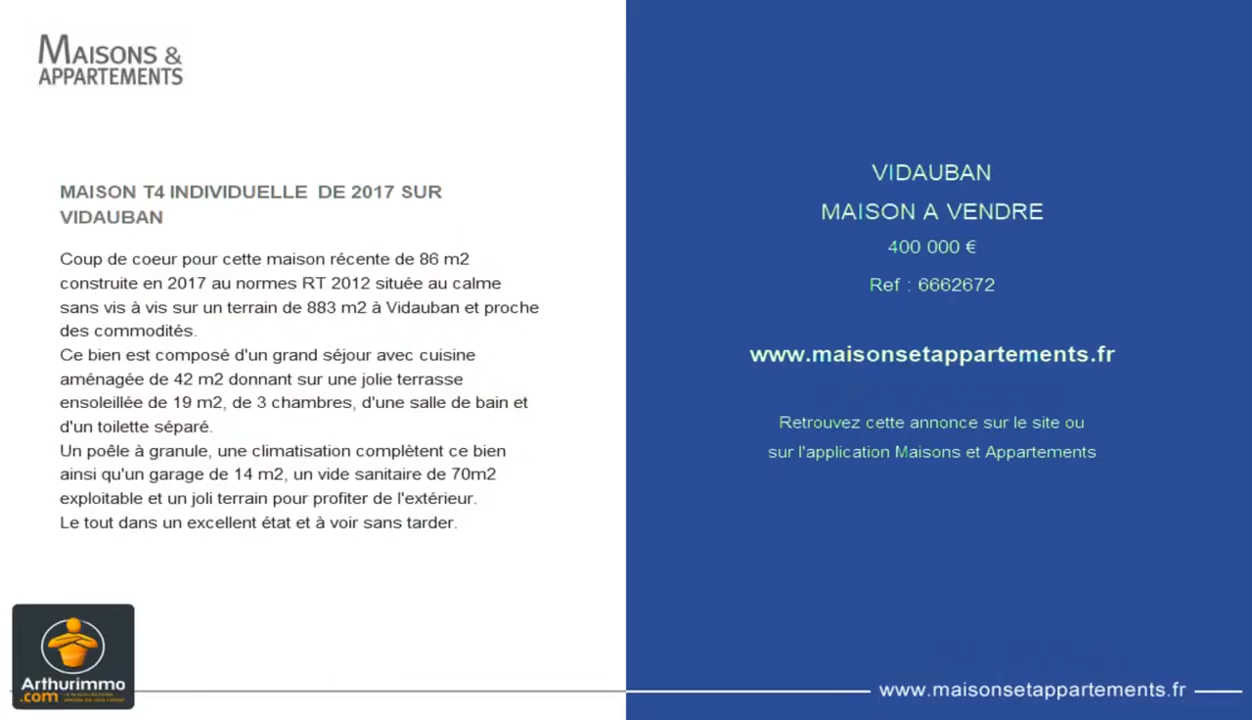 MAISONS &
APPARTEMENTS
MAISON T4 INDIVIDUELLE DE 2017 SUR
VIDAUBAN
Coup de coeur pour cette maison récente de 86 m2
construite en 2017 au normes RT 2012 située au calme
sans vis à vis sur un terrain de 883 m2 à Vidauban et proche
des commodités.
Ce bien est composé d'un grand séjour avec cuisine
aménagée de 42 m2 donnant sur une jolie terrasse
ensoleillée de 19 m2, de 3 chambres, d'une salle de bain et
d'un toilette séparé.
Un poêle à granule, une climatisation complètent ce bien
ainsi qu'un garage de 14 m2, un vide sanitaire de 70m2
exploitable et un joli terrain pour profiter de l'extérieur.
Le tout dans un excellent état et à voir sans tarder.
Arthurimmo
.com
VIDAUBAN
MAISON A VENDRE
400 000 €
Ref : 6662672
www.maisonsetappartements.fr
Retrouvez cette annonce sur le site ou
sur l'application Maisons et Appartements
www.maisonsetappartements.fr